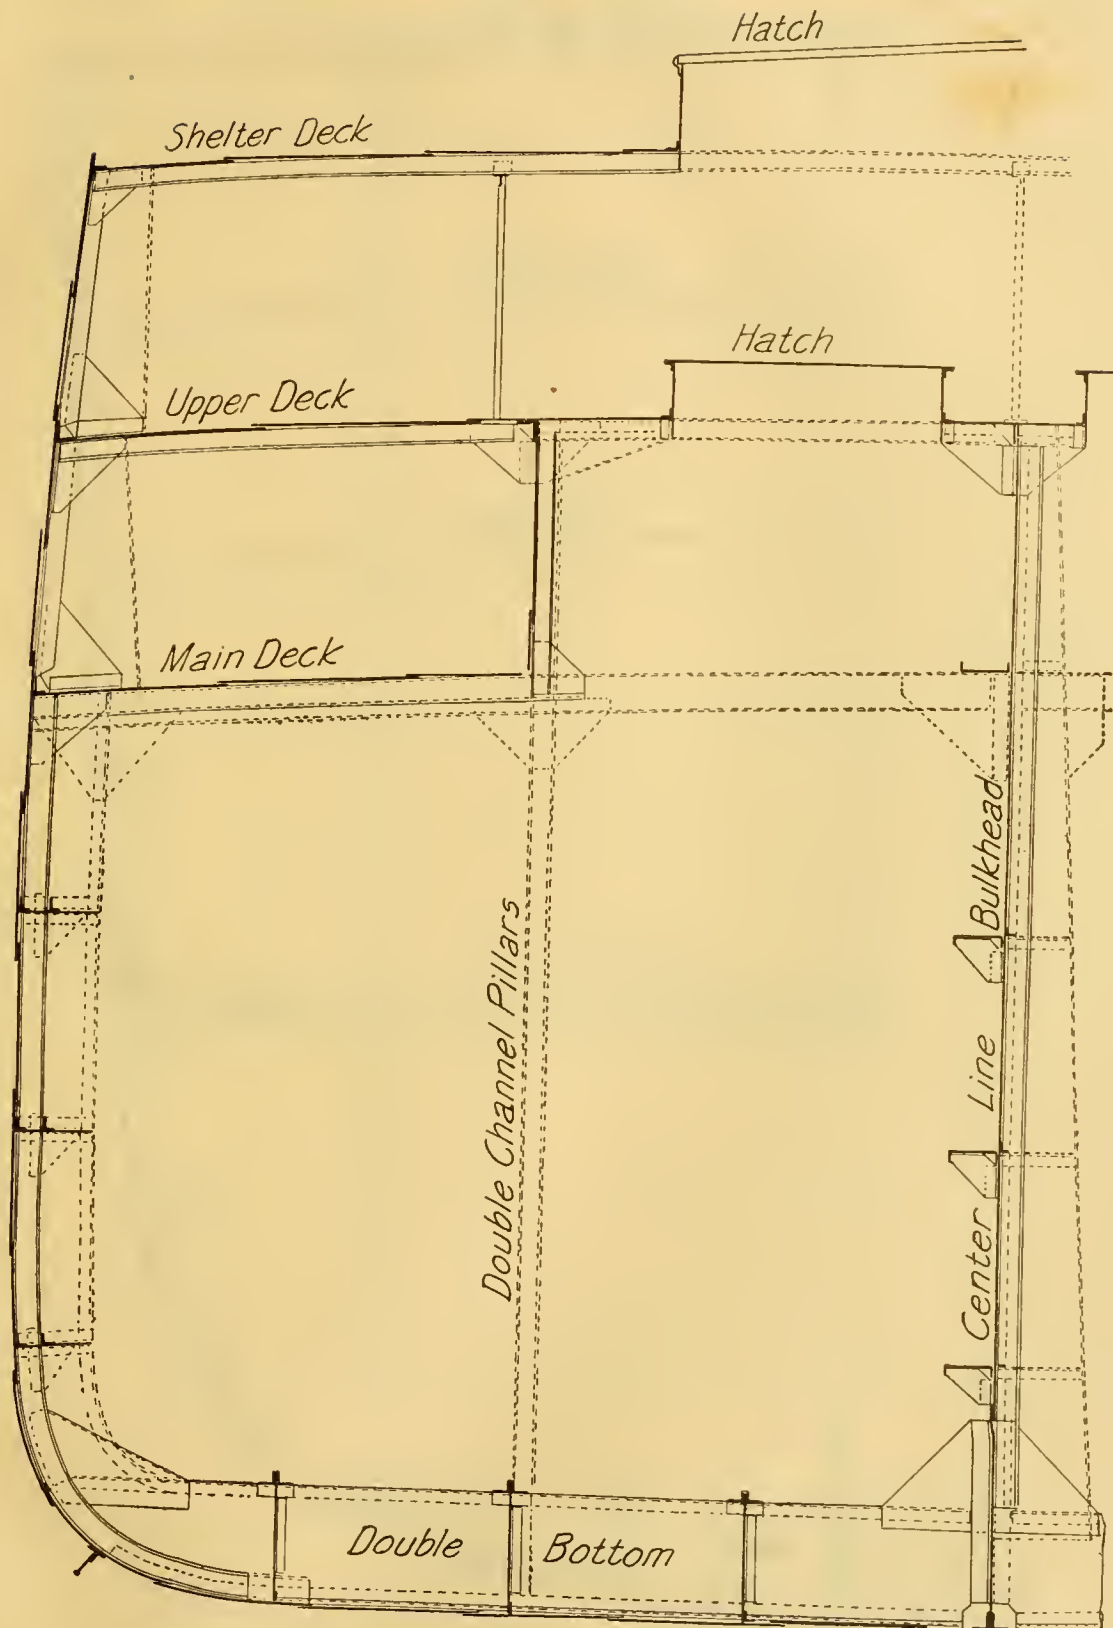 Hatch
Shelter Deck
Hatch
Upper Deck
Main Deck
Double Channel Pillars
Center Line Bulkhead
Double Bottom